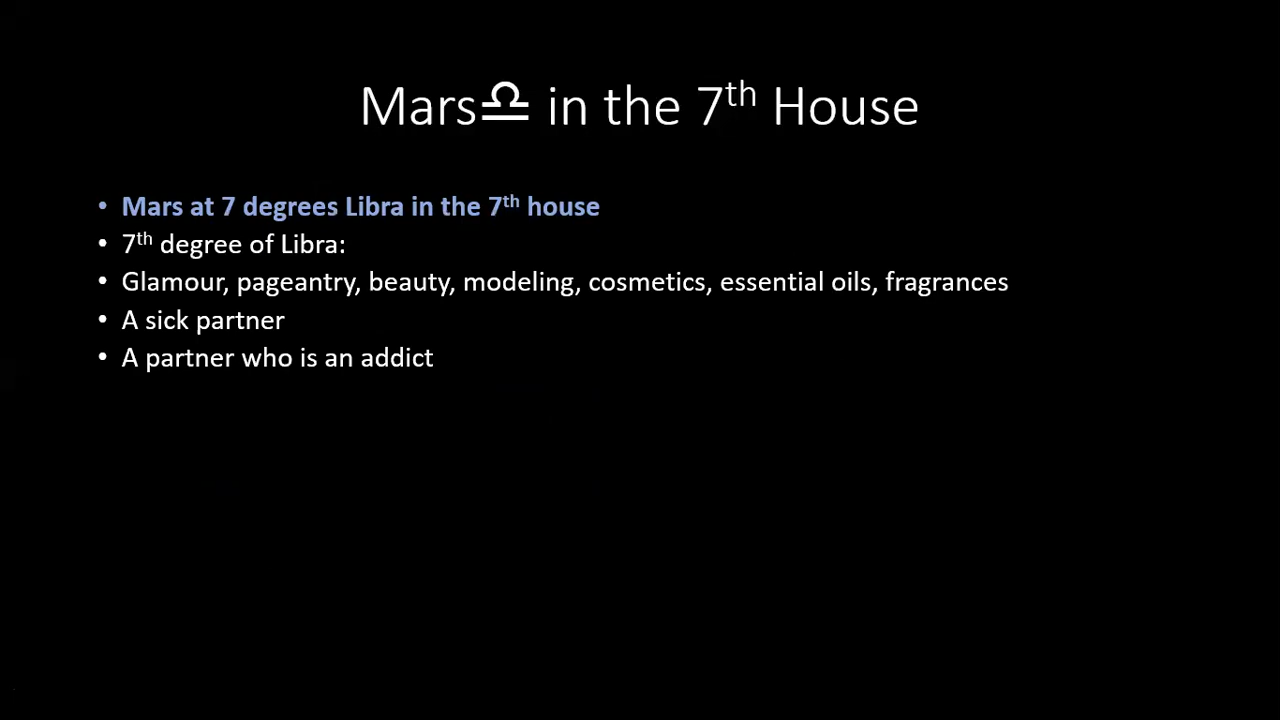 Mars♎ in the 7th House
• Mars at 7 degrees Libra in the 7th house
• 7th degree of Libra:
• Glamour, pageantry, beauty, modeling, cosmetics, essential oils, fragrances
• A sick partner
• A partner who is an addict